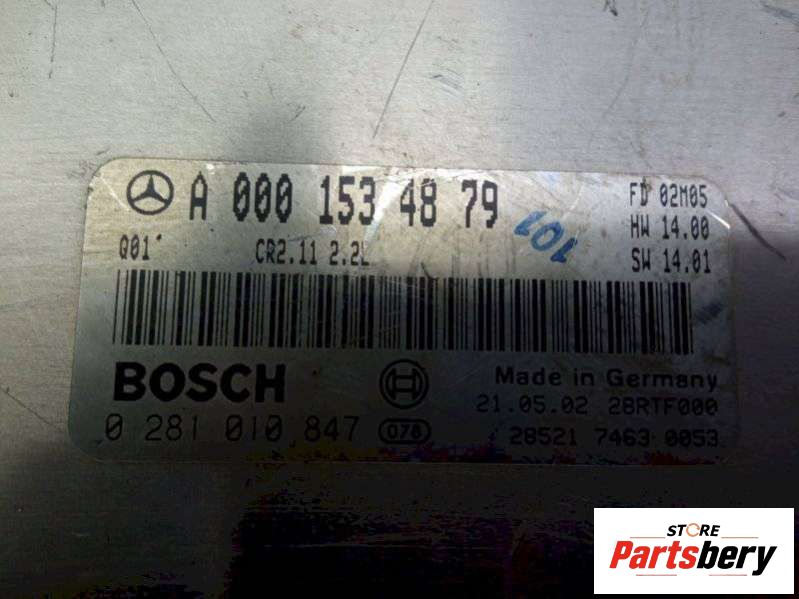 A 000 153 48 79
FD 02M05
HW 14.00
SW 14.01
Q01
CR2.11 2.2L
101
BOSCH
0 281 010 847
078
Made in Germany
21.05.02 28RTF000
28521 7463 0053
STORE
Partsbery